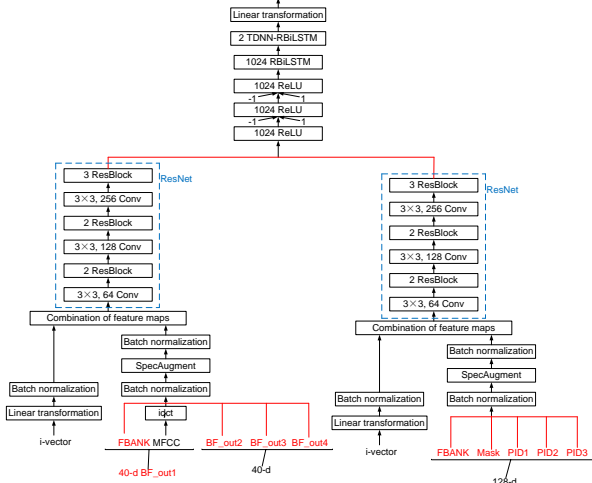 Linear transformation
2 TDNN-RBiLSTM
1024 RBiLSTM
1024 ReLU
-1 1
1024 ReLU
-1 1
1024 ReLU
ResNet
3 ResBlock
3×3, 256 Conv
2 ResBlock
3×3, 128 Conv
2 ResBlock
3×3, 64 Conv
Combination of feature maps
Batch normalization
SpecAugment
Batch normalization
Batch normalization
Linear transformation
idct
i-vector
FBANK MFCC
BF_out2 BF_out3 BF_out4
40-d BF_out1
40-d
ResNet
3 ResBlock
3×3, 256 Conv
2 ResBlock
3×3, 128 Conv
2 ResBlock
3×3, 64 Conv
Combination of feature maps
Batch normalization
SpecAugment
Batch normalization
Batch normalization
Linear transformation
i-vector
FBANK Mask PID1 PID2 PID3
128-d